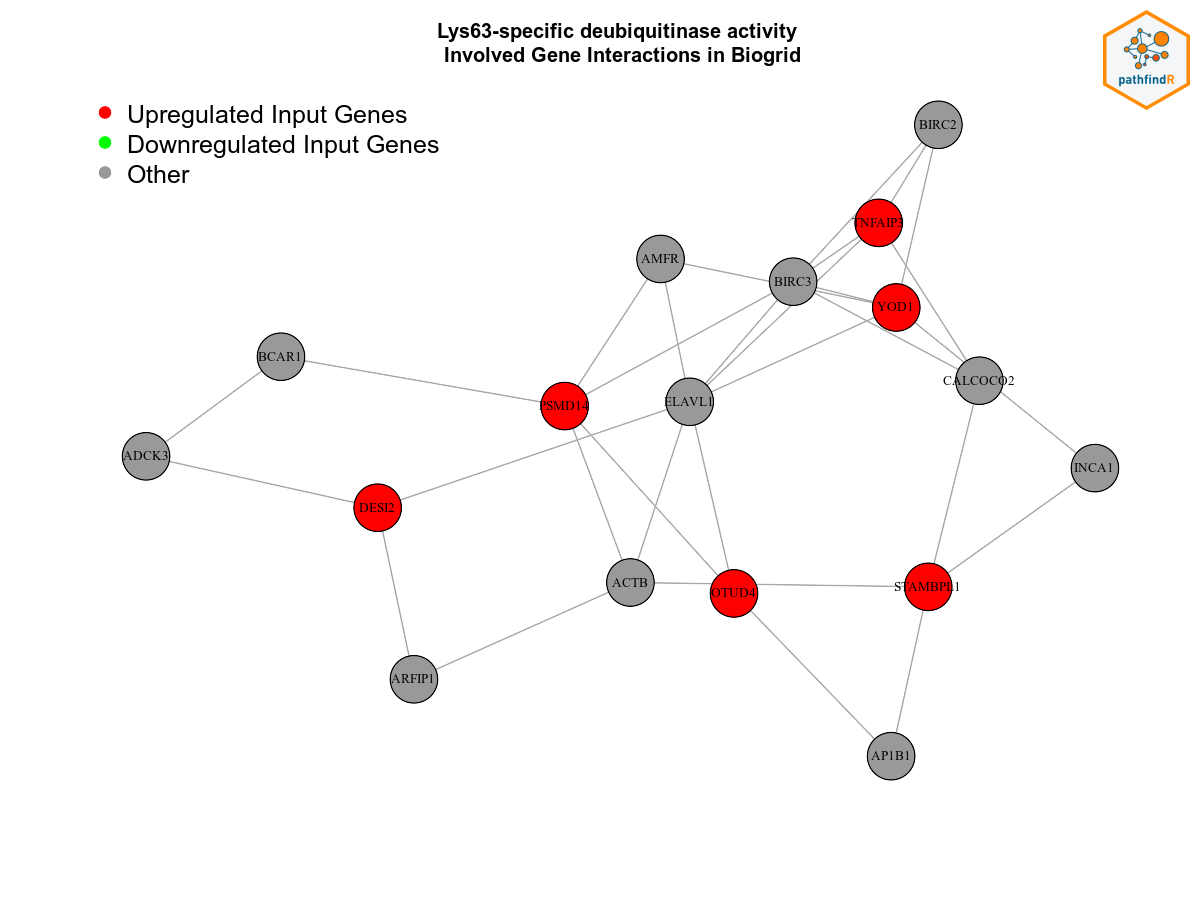 Lys63-specific deubiquitinase activity
Involved Gene Interactions in Biogrid
pathfindR
Upregulated Input Genes
Downregulated Input Genes
Other
BIRC2
TNFAIP3
AMFR
BIRC3
YOD1
BCAR1
CALCOCO2
PSMD14
ELAVL1
ADCK3
INCA1
DESI2
ACTB
OTUD4
STAMBPL1
ARFIP1
AP1B1